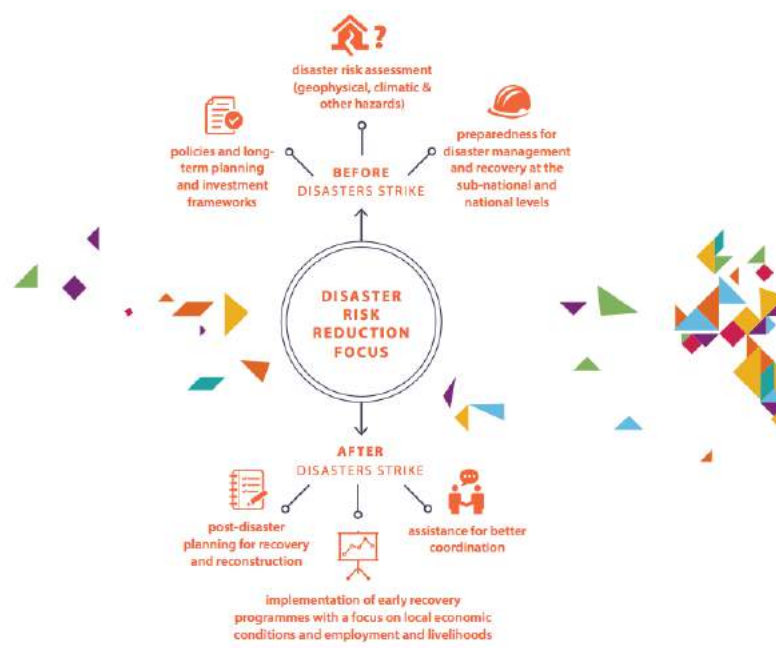 ?
disaster risk assessment
(geophysical, climatic &
other hazards)
policies and long-
term planning
and investment
frameworks
preparedness for
disaster management
and recovery at the
sub-national and
national levels
BEFORE
DISASTERS STRIKE
DISASTER
RISK
REDUCTION
FOCUS
AFTER
DISASTERS STRIKE
post-disaster
planning for recovery
and reconstruction
assistance for better
coordination
implementation of early recovery
programmes with a focus on local economic
conditions and employment and livelihoods